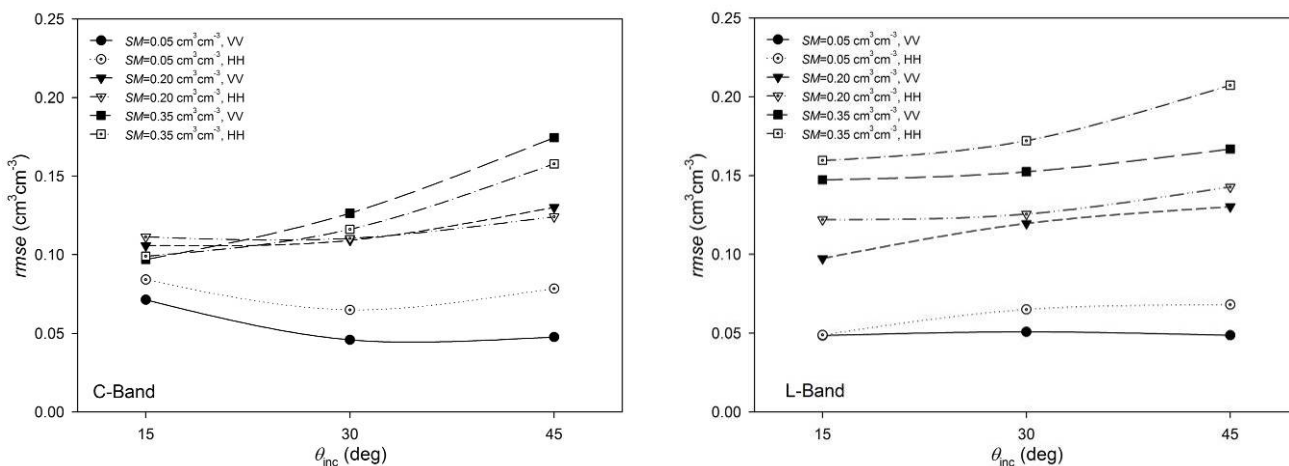 0.25
0.20
0.15
0.10
0.05
0.00
rmse (cm³cm⁻³)
SM=0.05 cm³cm⁻³, VV
SM=0.05 cm³cm⁻³, HH
SM=0.20 cm³cm⁻³, VV
SM=0.20 cm³cm⁻³, HH
SM=0.35 cm³cm⁻³, VV
SM=0.35 cm³cm⁻³, HH
C-Band
15 30 45
θinc (deg)
0.25
0.20
0.15
0.10
0.05
0.00
rmse (cm³cm⁻³)
SM=0.05 cm³cm⁻³, VV
SM=0.05 cm³cm⁻³, HH
SM=0.20 cm³cm⁻³, VV
SM=0.20 cm³cm⁻³, HH
SM=0.35 cm³cm⁻³, VV
SM=0.35 cm³cm⁻³, HH
L-Band
15 30 45
θinc (deg)